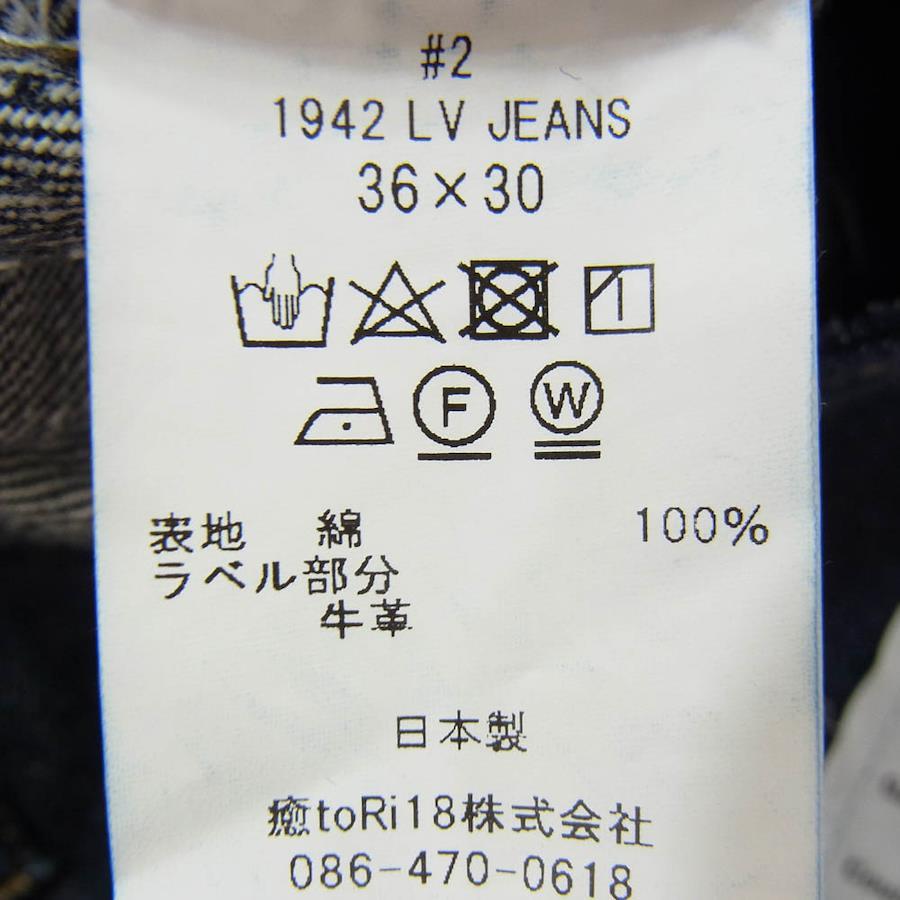 #2
1942 LV JEANS
36×30
F W
表地 綿 100%
ラベル部分
牛革
日本製
癒toRi18株式会社
086-470-0618